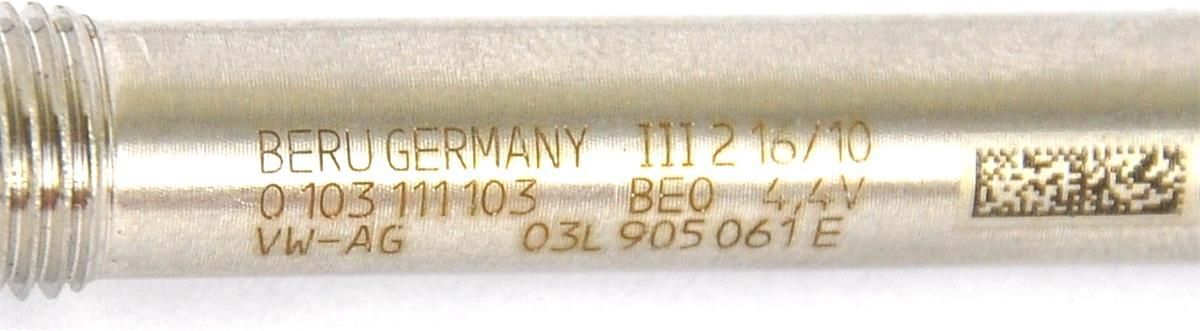 BERU GERMANY III 2 16/10
0 103 111 103 BE0 4,4V
VW-AG 03L 905 061 E